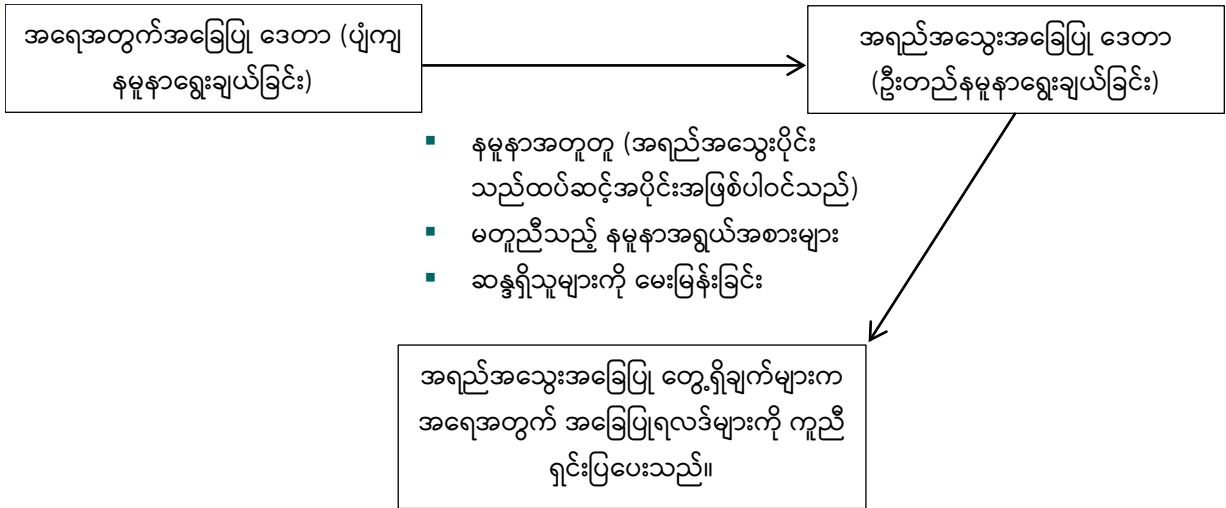 အရေအတွက်အခြေပြု ဒေတာ (ပျံကျ
နမူနာရွေးချယ်ခြင်း)
အရည်အသွေးအခြေပြု ဒေတာ
(ဦးတည်နမူနာရွေးချယ်ခြင်း)
▪ နမူနာအတူတူ (အရည်အသွေးပိုင်း
သည်ထပ်ဆင့်အပိုင်းအဖြစ်ပါဝင်သည်)
▪ မတူညီသည့် နမူနာအရွယ်အစားများ
▪ ဆန္ဒရှိသူများကို မေးမြန်းခြင်း
အရည်အသွေးအခြေပြု တွေ့ရှိချက်များက
အရေအတွက် အခြေပြုရလဒ်များကို ကူညီ
ရှင်းပြပေးသည်။